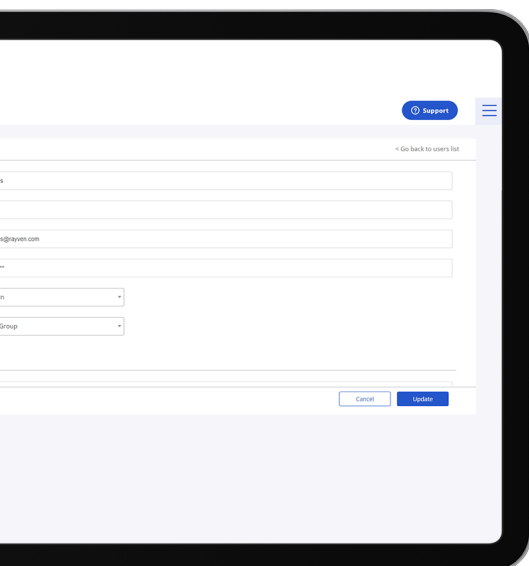 Support
< Go back to users list
s
s@rayven.com
n
Group
Cancel
Update